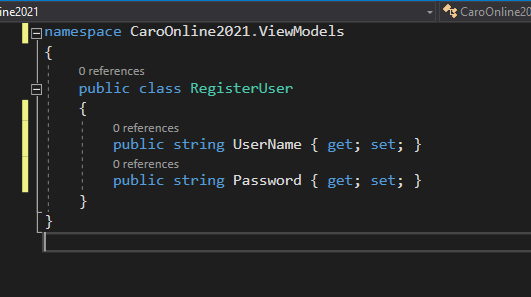 ine2021
CaroOnline20
namespace CaroOnline2021.ViewModels
{
0 references
public class RegisterUser
{
0 references
public string UserName { get; set; }
0 references
public string Password { get; set; }
}
}